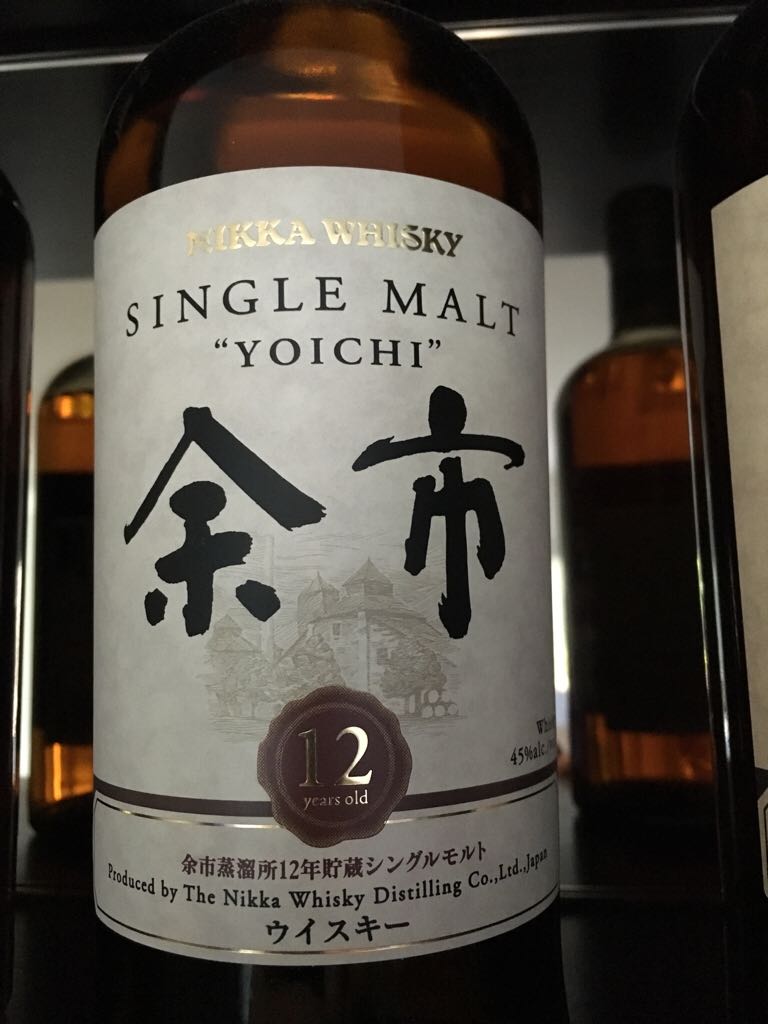 NIKKA WHISKY
SINGLE MALT
“YOICHI”
余市
45%alc.
12
years old
余市蒸溜所12年貯蔵シングルモルト
Produced by The Nikka Whisky Distilling Co.,Ltd.,Japan
ウイスキー